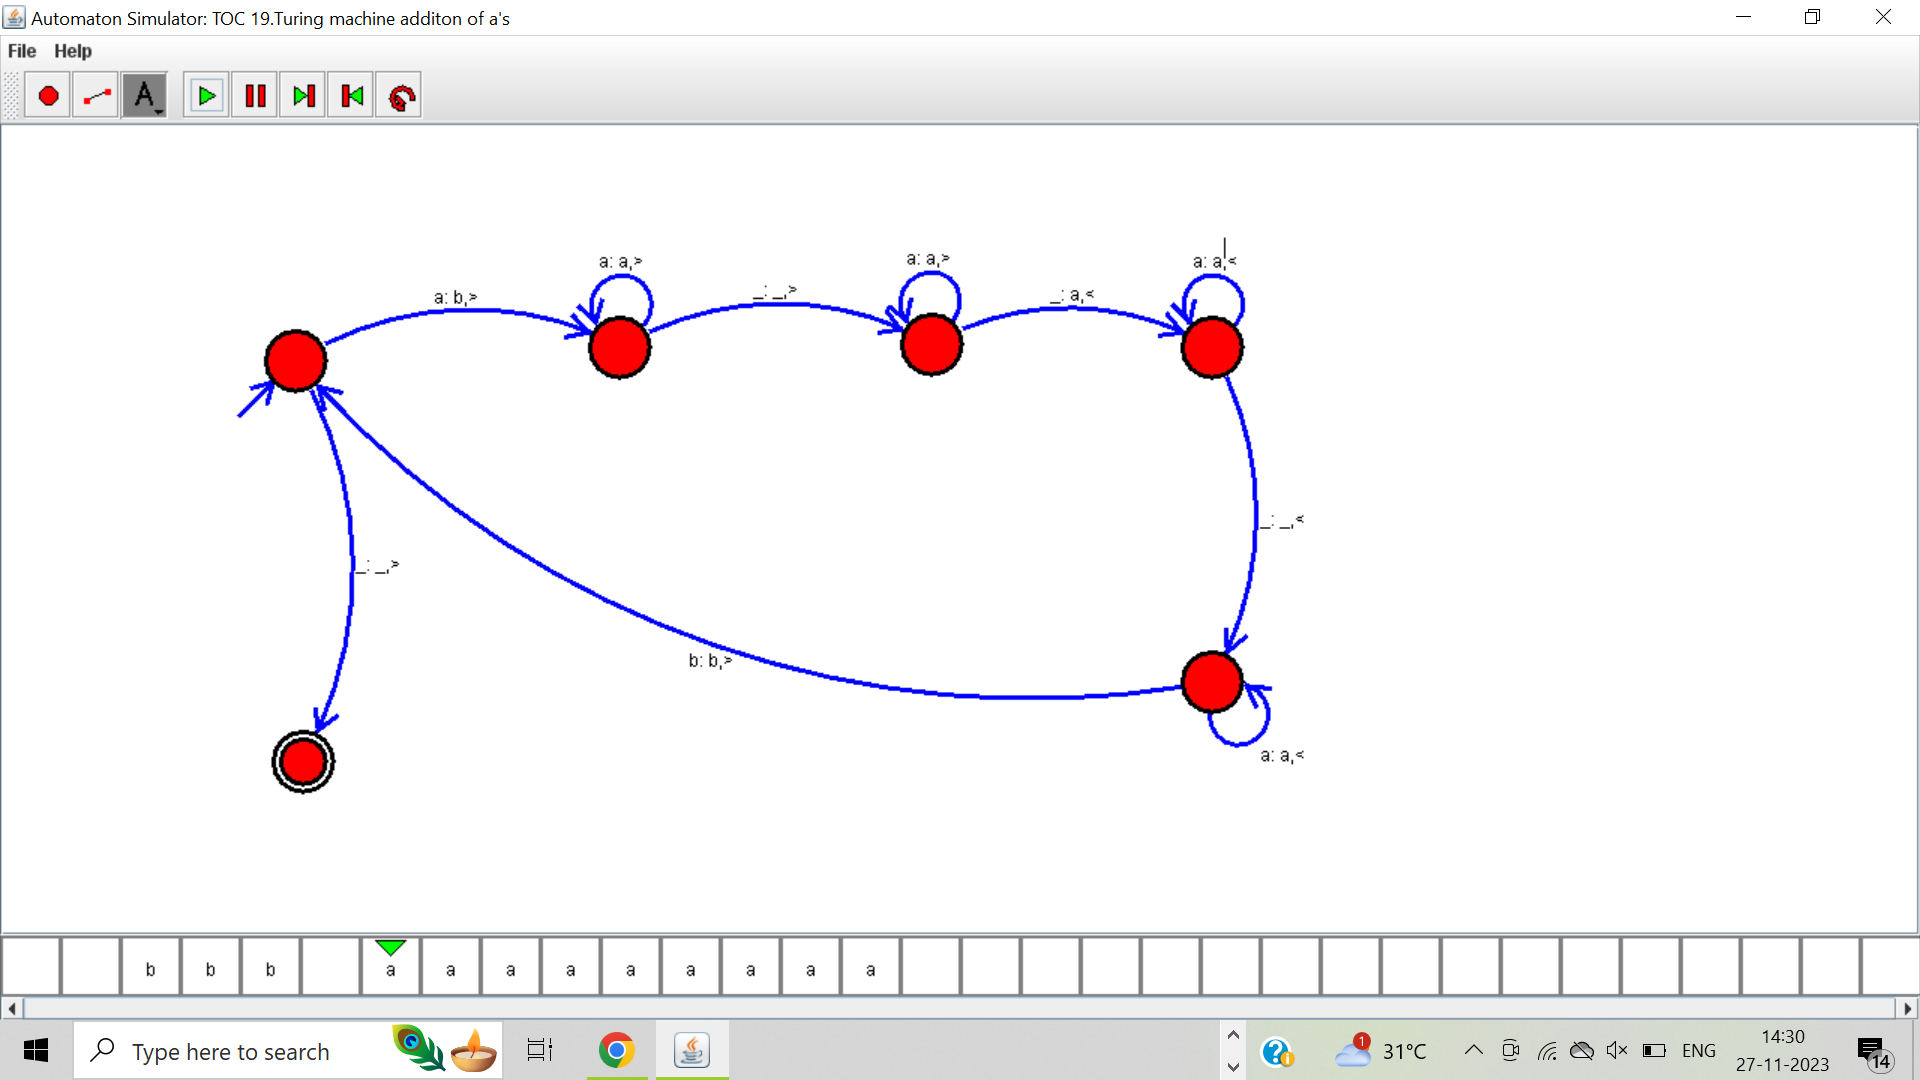 Automaton Simulator: TOC 19.Turing machine additon of a's
File Help
A
a: a,>
a: a,>
a: a,<
a: b,>
_: _,>
_: a,<
_: _,<
_: _,>
b: b,>
a: a,<
b b b a a a a a a a a a
Type here to search
1
31°C
ENG
14:30
27-11-2023
14